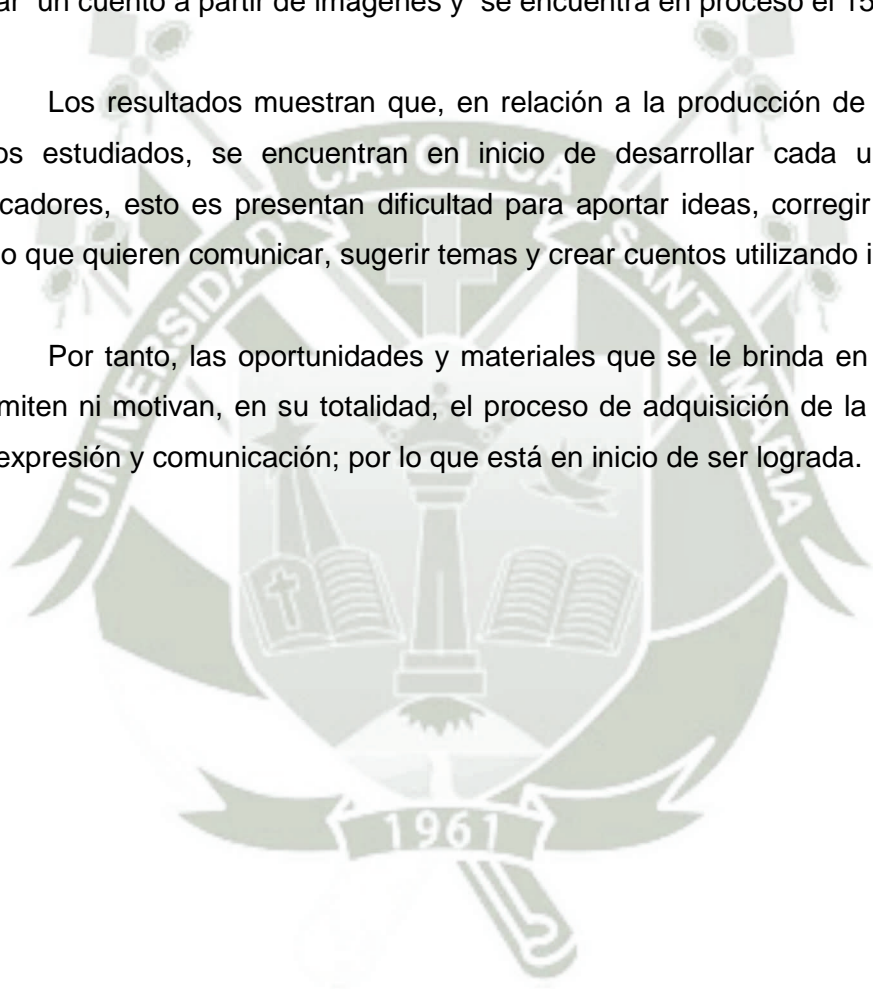 un cuento a partir de imágenes y se encuentra en proceso el 15
Los resultados muestran que, en relación a la producción de
estudiados, se encuentran en inicio de desarrollar cada
esto es presentan dificultad para aportar ideas, corregir
que quieren comunicar, sugerir temas y crear cuentos utilizando
Por tanto, las oportunidades y materiales que se le brinda en
ni motivan, en su totalidad, el proceso de adquisición de la
expresión y comunicación; por lo que está en inicio de ser lograda.
UNIVERSIDAD CATOLICA SANTA MARIA
1961